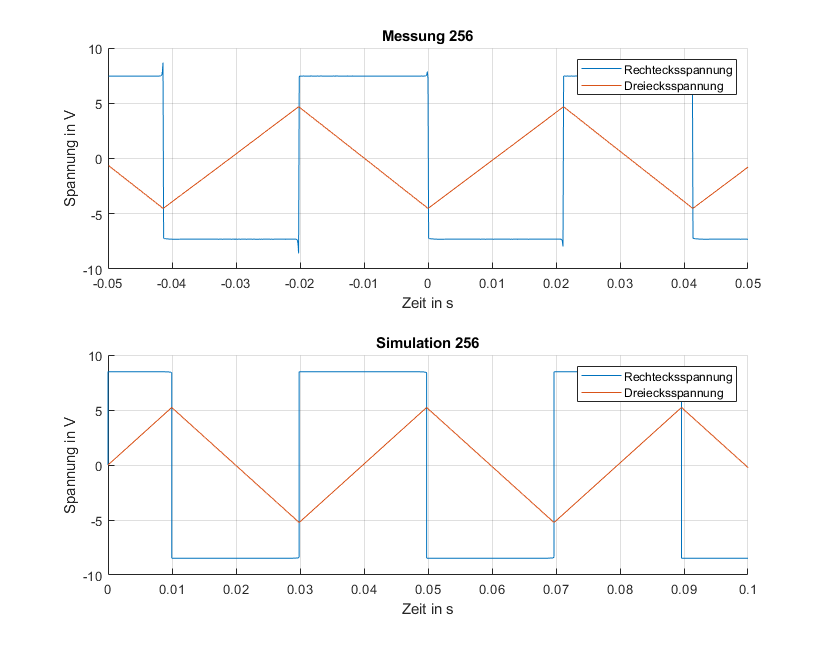 Messung 256
10
5
0
-5
-10
Spannung in V
Rechtecksspannung
Dreiecksspannung
-0.05 -0.04 -0.03 -0.02 -0.01 0 0.01 0.02 0.03 0.04 0.05
Zeit in s
Simulation 256
10
5
0
-5
-10
Spannung in V
Rechtecksspannung
Dreiecksspannung
0 0.01 0.02 0.03 0.04 0.05 0.06 0.07 0.08 0.09 0.1
Zeit in s